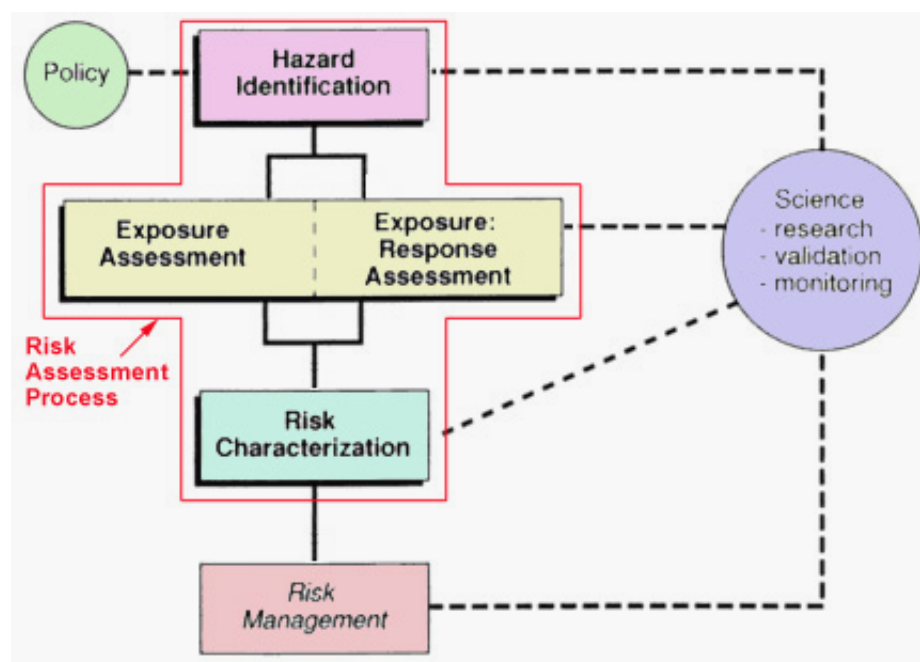 Policy
Hazard
Identification
Exposure
Assessment
Exposure:
Response
Assessment
Science
- research
- validation
- monitoring
Risk
Assessment
Process
Risk
Characterization
Risk
Management